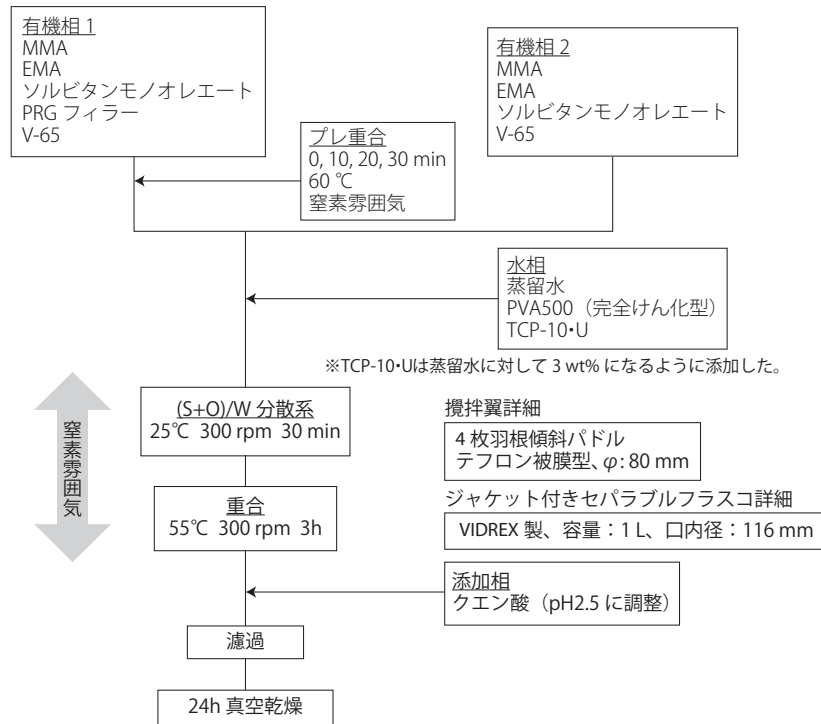 有機相 1
MMA
EMA
ソルビタンモノオレエート
PRG フィラー
V-65
有機相 2
MMA
EMA
ソルビタンモノオレエート
V-65
プレ重合
0, 10, 20, 30 min
60 ℃
窒素雰囲気
水相
蒸留水
PVA500（完全けん化型）
TCP-10・U
※TCP-10・Uは蒸留水に対して 3 wt% になるように添加した。
窒素雰囲気
(S+O)/W 分散系
25℃ 300 rpm 30 min
攪拌翼詳細
4 枚羽根傾斜パドル
テフロン被膜型、φ: 80 mm
重合
55℃ 300 rpm 3h
ジャケット付きセパラブルフラスコ詳細
VIDREX 製、容量：1 L、口内径：116 mm
添加相
クエン酸（pH2.5 に調整）
濾過
24h 真空乾燥